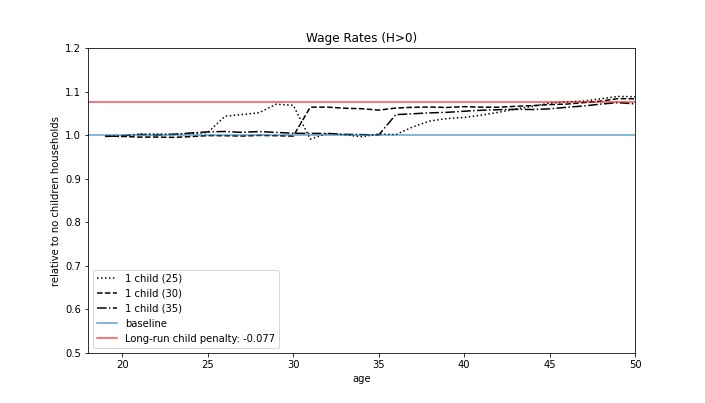 Wage Rates (H>0)
relative to no children households
1.2
1.1
1.0
0.9
0.8
0.7
0.6
0.5
1 child (25)
1 child (30)
1 child (35)
baseline
Long-run child penalty: -0.077
20 25 30 35 40 45 50
age